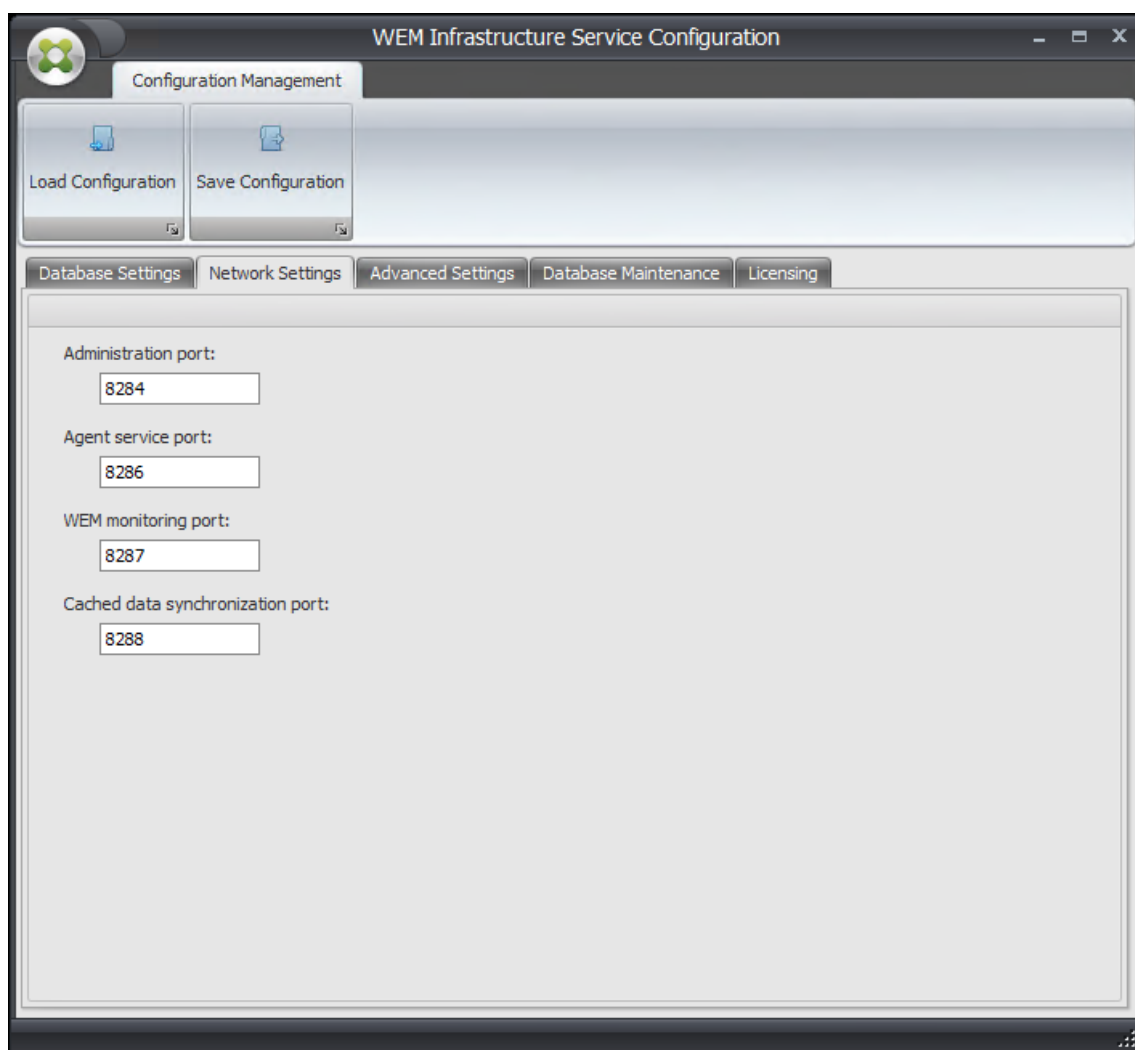 WEM Infrastructure Service Configuration
Configuration Management
Load Configuration
Save Configuration
Database Settings
Network Settings
Advanced Settings
Database Maintenance
Licensing
Administration port:
8284
Agent service port:
8286
WEM monitoring port:
8287
Cached data synchronization port:
8288